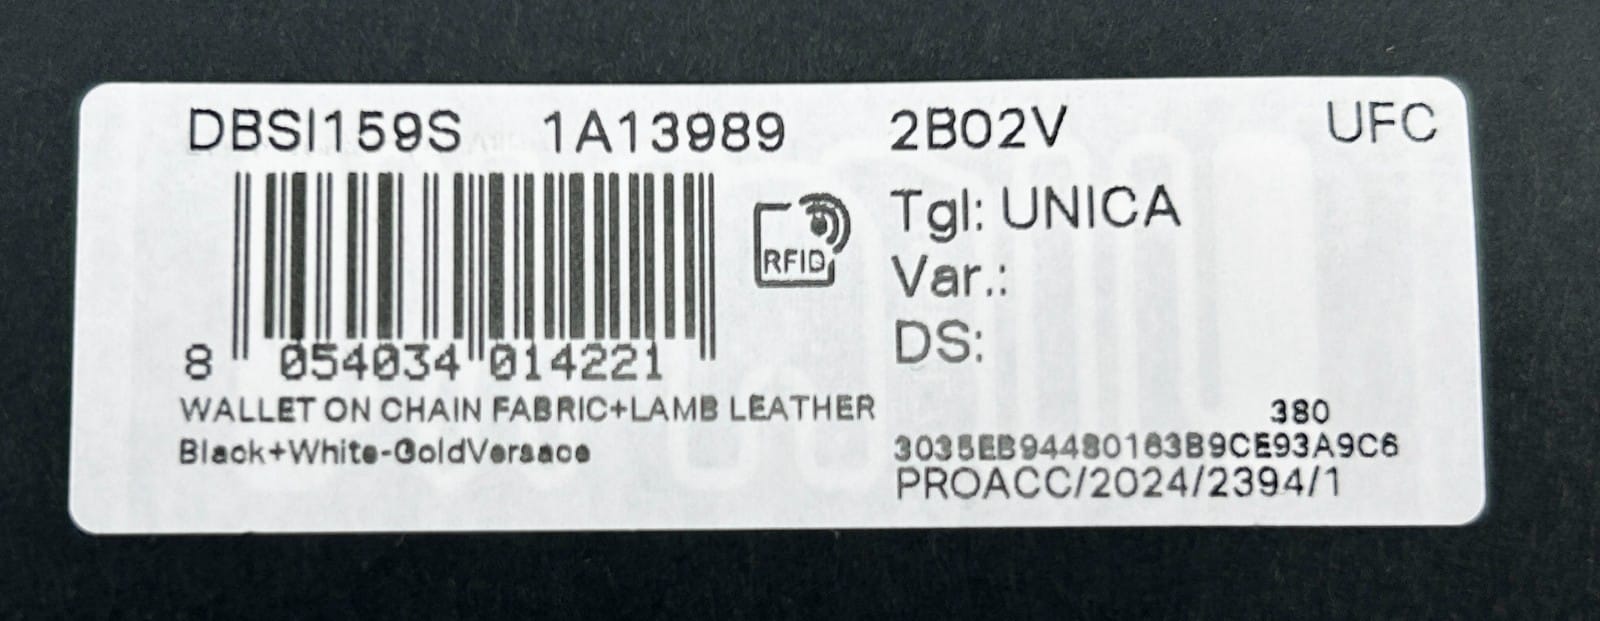 DBSI159S 1A13989 2B02V UFC
RFID
Tgl: UNICA
Var.:
DS:
8 054034 014221
WALLET ON CHAIN FABRIC+LAMB LEATHER
Black+White-GoldVersace
380
3035EB94480163B9CE93A9C6
PROACC/2024/2394/1